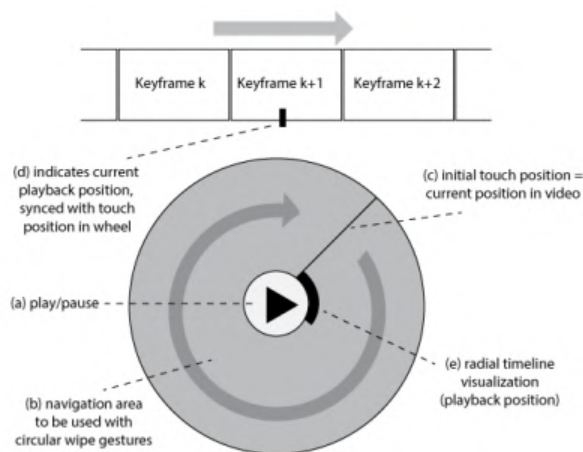 Keyframe k
Keyframe k+1
Keyframe k+2
(d) indicates current
playback position,
synced with touch
position in wheel
(c) initial touch position =
current position in video
(a) play/pause
(e) radial timeline
visualization
(playback position)
(b) navigation area
to be used with
circular wipe gestures